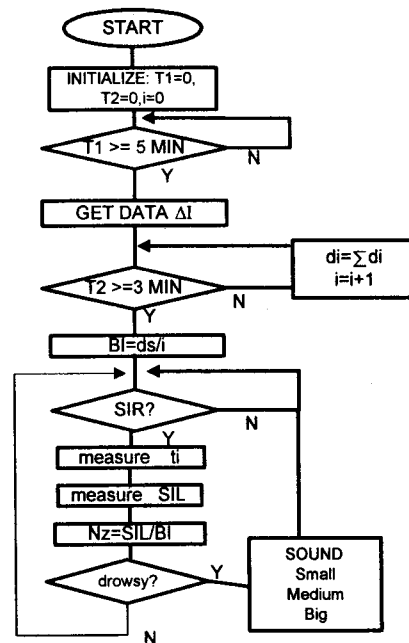 START
INITIALIZE: T1=0,
T2=0,i=0
T1 >= 5 MIN
N
Y
GET DATA ΔI
di=∑ di
i=i+1
T2 >=3 MIN
N
Y
BI=ds/i
SIR?
N
Y
measure ti
measure SIL
Nz=SIL/BI
drowsy?
Y
N
SOUND
Small
Medium
Big